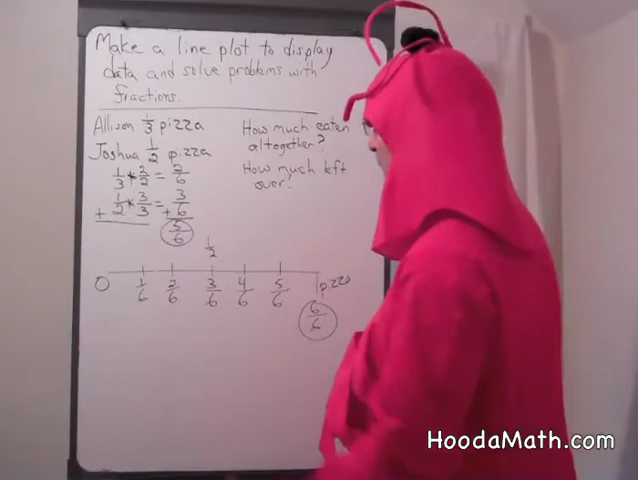 Make a line plot to display
data and solve problems with
fractions.
Allison 1/3 pizza
Joshua 1/2 pizza
How much eaten
altogether?
How much left
over?
1/3 * 2/2 = 2/6
+ 1/2 * 3/3 = + 3/6
5/6
1/2
0 1/6 2/6 3/6 4/6 5/6 pizza
6/6
HoodaMath.com